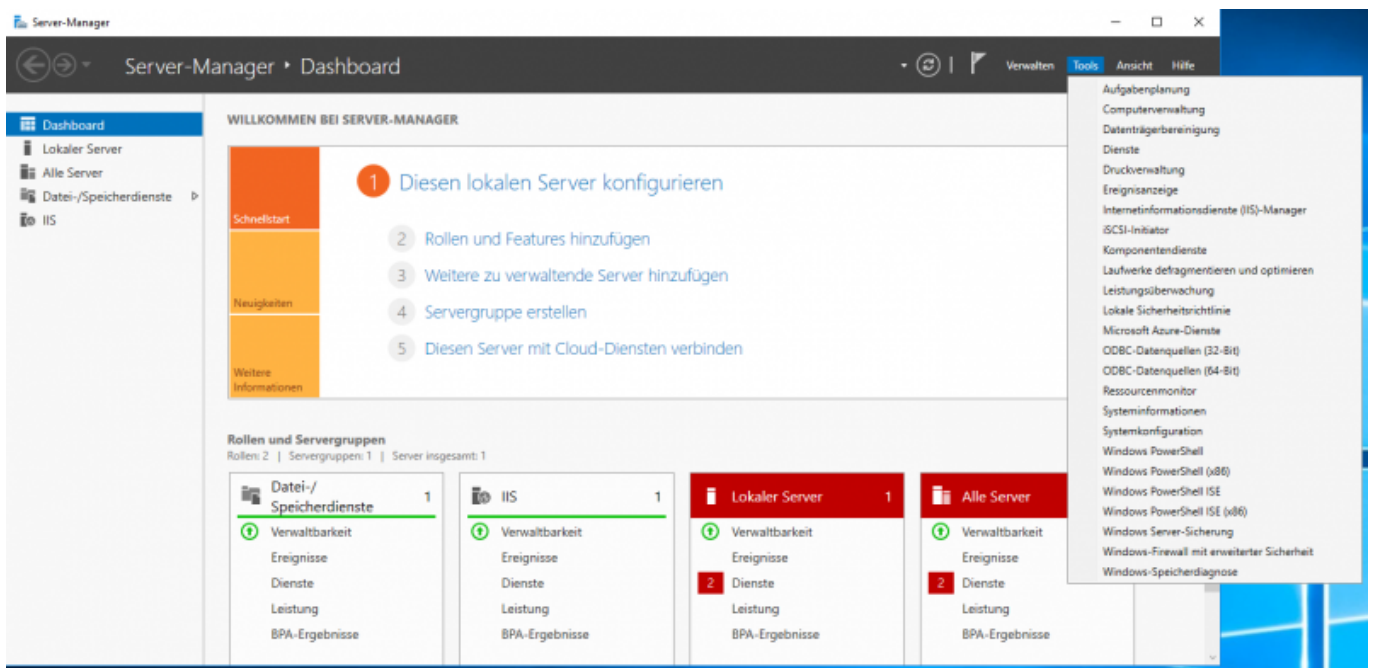 Server-Manager
Server-Manager ‣ Dashboard
Verwalten Tools Ansicht Hilfe
Dashboard
Lokaler Server
Alle Server
Datei-/Speicherdienste
IIS
WILLKOMMEN BEI SERVER-MANAGER
Schnellstart
Neuigkeiten
Weitere
Informationen
1 Diesen lokalen Server konfigurieren
2 Rollen und Features hinzufügen
3 Weitere zu verwaltende Server hinzufügen
4 Servergruppe erstellen
5 Diesen Server mit Cloud-Diensten verbinden
Rollen und Servergruppen
Rollen: 2 | Servergruppen: 1 | Server insgesamt: 1
Datei-/
Speicherdienste 1
Verwaltbarkeit
Ereignisse
Dienste
Leistung
BPA-Ergebnisse
IIS 1
Verwaltbarkeit
Ereignisse
Dienste
Leistung
BPA-Ergebnisse
Lokaler Server 1
Verwaltbarkeit
Ereignisse
2 Dienste
Leistung
BPA-Ergebnisse
Alle Server
Verwaltbarkeit
Ereignisse
2 Dienste
Leistung
BPA-Ergebnisse
Aufgabenplanung
Computerverwaltung
Datenträgerbereinigung
Dienste
Druckverwaltung
Ereignisanzeige
Internetinformationsdienste (IIS)-Manager
iSCSI-Initiator
Komponentendienste
Laufwerke defragmentieren und optimieren
Leistungsüberwachung
Lokale Sicherheitsrichtlinie
Microsoft Azure-Dienste
ODBC-Datenquellen (32-Bit)
ODBC-Datenquellen (64-Bit)
Ressourcenmonitor
Systeminformationen
Systemkonfiguration
Windows PowerShell
Windows PowerShell (x86)
Windows PowerShell ISE
Windows PowerShell ISE (x86)
Windows Server-Sicherung
Windows-Firewall mit erweiterter Sicherheit
Windows-Speicherdiagnose